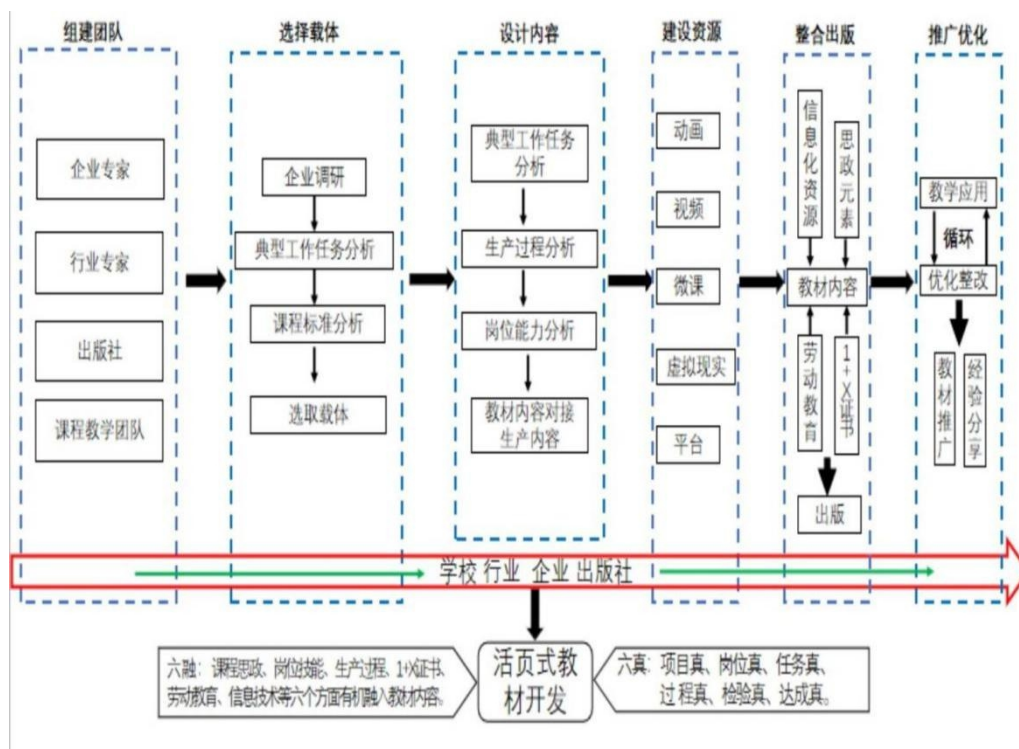 组建团队
企业专家
行业专家
出版社
课程教学团队
选择载体
企业调研
典型工作任务分析
课程标准分析
选取载体
设计内容
典型工作任务
分析
生产过程分析
岗位能力分析
教材内容对接
生产内容
建设资源
动画
视频
微课
虚拟现实
平台
整合出版
信息化资源
思政元素
教材内容
劳动教育
1+X证书
出版
推广优化
教学应用
循环
优化整改
教材推广
经验分享
学校 行业 企业 出版社
六融：课程思政、岗位技能、生产过程、1+X证书、
劳动教育、信息技术等六个方面有机融入教材内容。
活页式教
材开发
六真：项目真、岗位真、任务真、
过程真、检验真、达成真。